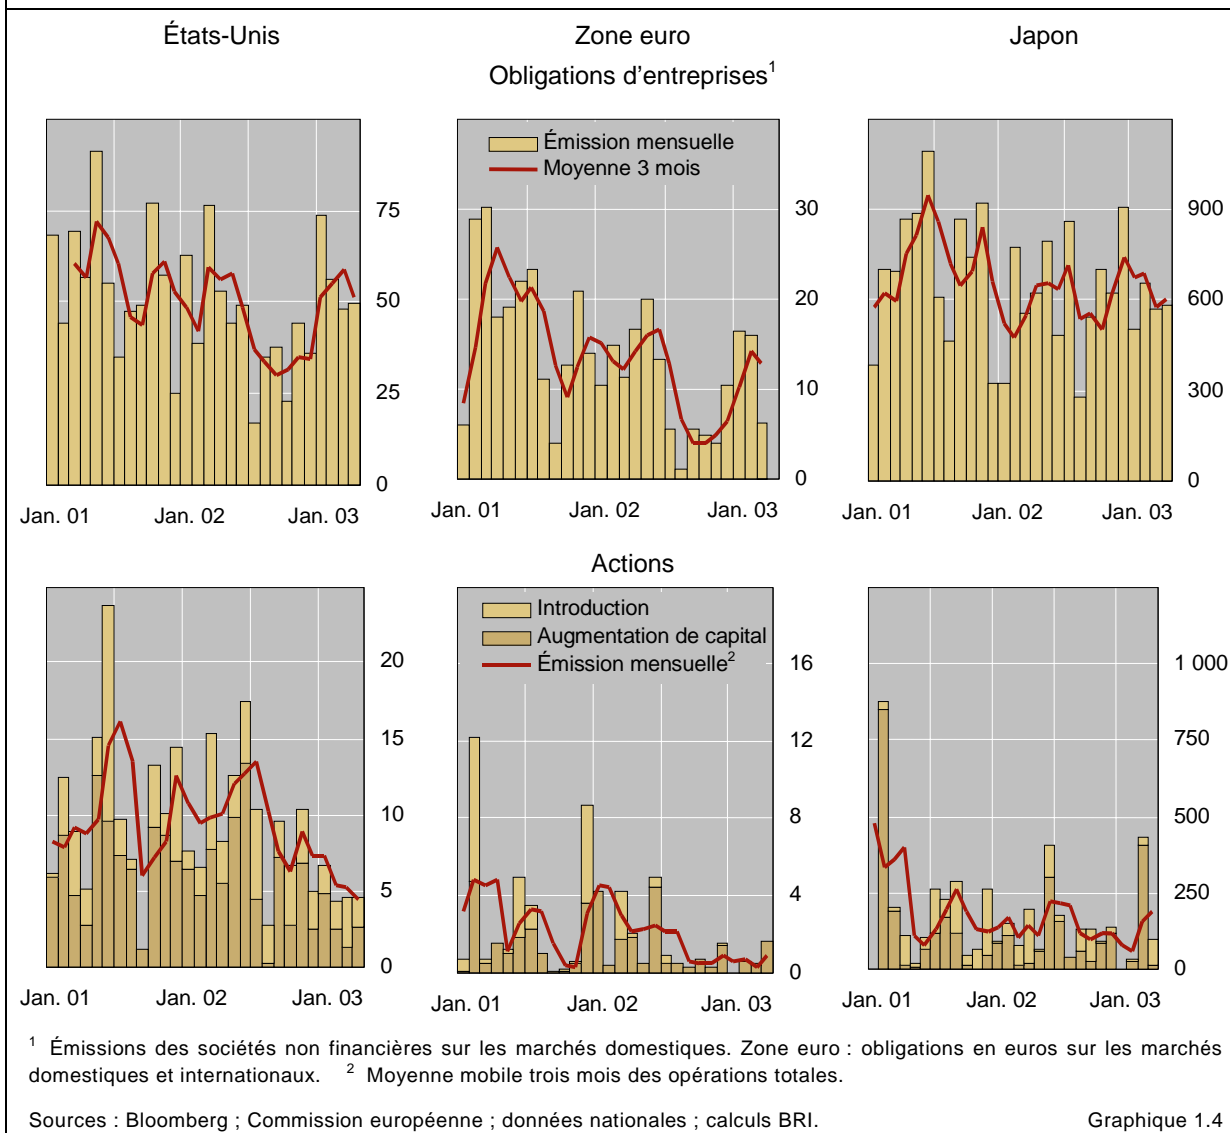 États-Unis Zone euro Japon
Obligations d'entreprises¹
Émission mensuelle
Moyenne 3 mois
75
50
25
0
30
20
10
0
900
600
300
0
Jan. 01 Jan. 02 Jan. 03
Jan. 01 Jan. 02 Jan. 03
Jan. 01 Jan. 02 Jan. 03
Actions
Introduction
Augmentation de capital
Émission mensuelle²
20
15
10
5
0
16
12
8
4
0
1 000
750
500
250
0
Jan. 01 Jan. 02 Jan. 03
Jan. 01 Jan. 02 Jan. 03
Jan. 01 Jan. 02 Jan. 03
¹ Émissions des sociétés non financières sur les marchés domestiques. Zone euro : obligations en euros sur les marchés
domestiques et internationaux. ² Moyenne mobile trois mois des opérations totales.
Sources : Bloomberg ; Commission européenne ; données nationales ; calculs BRI. Graphique 1.4